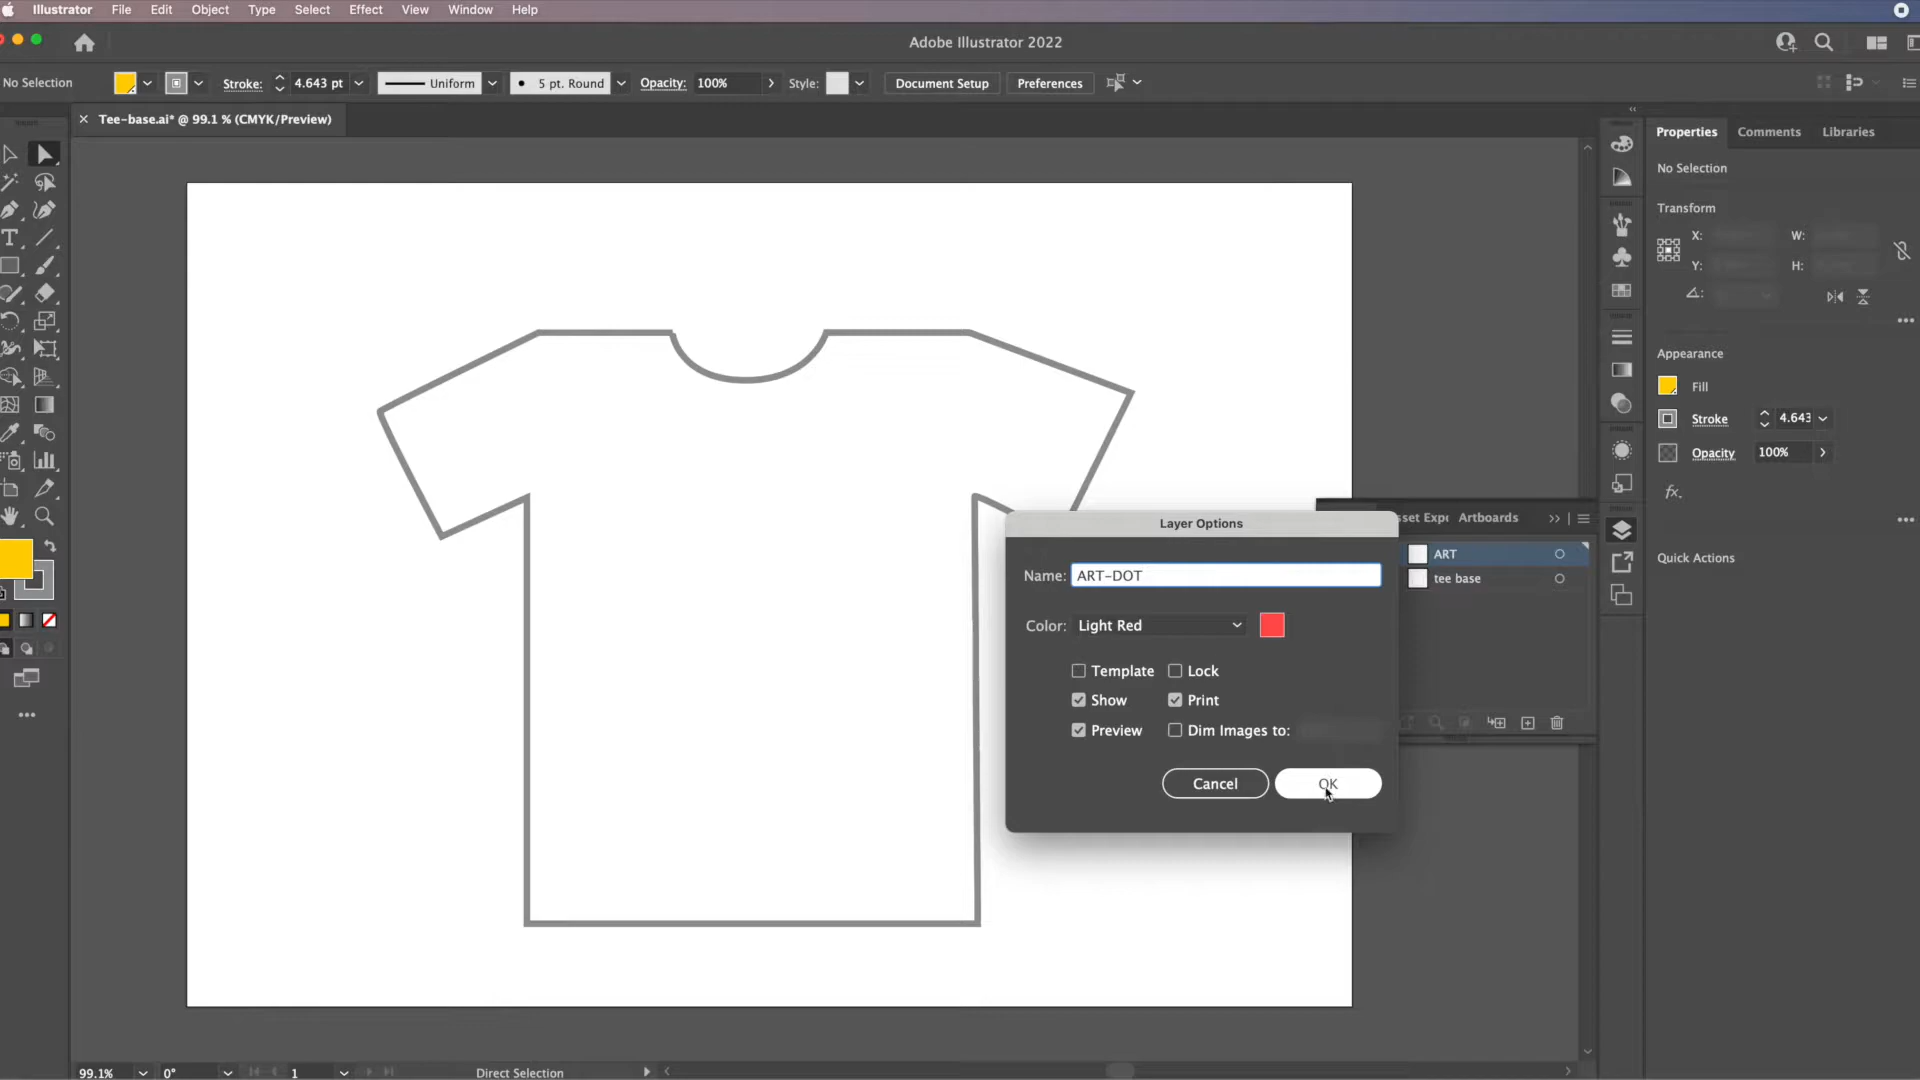 Illustrator File Edit Object Type Select Effect View Window Help
Adobe Illustrator 2022
No Selection Stroke: 4.643 pt Uniform 5 pt. Round Opacity: 100% Style: Document Setup Preferences
Tee-base.ai* @ 99.1 % (CMYK/Preview)
Properties Comments Libraries
No Selection
Transform
X: W:
Y: H:
Appearance
Fill
Stroke 4.643
Opacity 100%
fx.
Quick Actions
Artboards
ART
tee base
Layer Options
Name: ART-DOT
Color: Light Red
Template Lock
Show Print
Preview Dim Images to:
Cancel OK
99.1% 0° 1 Direct Selection